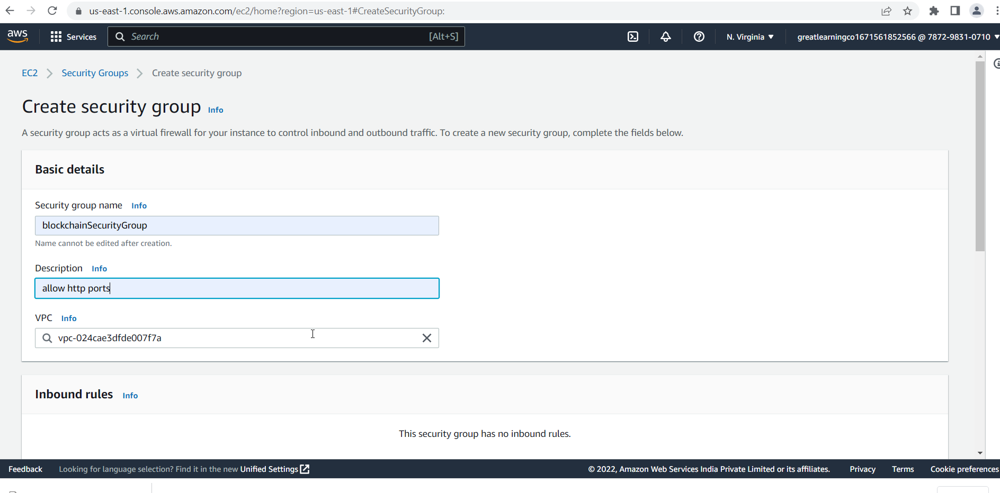 us-east-1.console.aws.amazon.com/ec2/home?region=us-east-1#CreateSecurityGroup:
aws Services Search [Alt+S] N. Virginia greatlearningco1671561852566 @ 7872-9831-0710
EC2 Security Groups Create security group
Create security group Info
A security group acts as a virtual firewall for your instance to control inbound and outbound traffic. To create a new security group, complete the fields below.
Basic details
Security group name Info
blockchainSecurityGroup
Name cannot be edited after creation.
Description Info
allow http ports
VPC Info
vpc-024cae3dfde007f7a
Inbound rules Info
This security group has no inbound rules.
Feedback Looking for language selection? Find it in the new Unified Settings © 2022, Amazon Web Services India Private Limited or its affiliates. Privacy Terms Cookie preferences